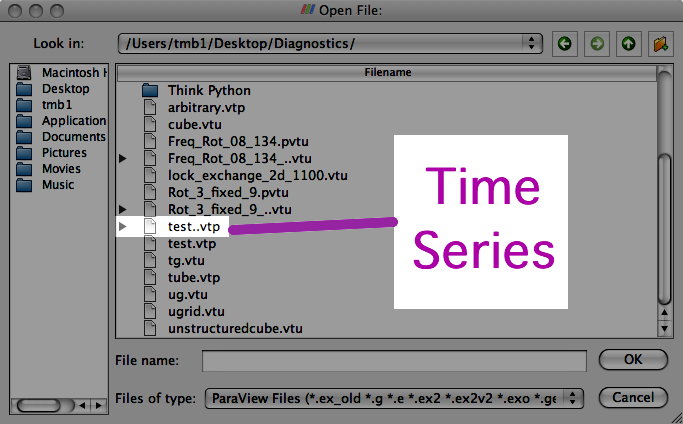 Open File:
Look in:
/Users/tmb1/Desktop/Diagnostics/
Macintosh H
Desktop
tmb1
Application
Documents
Pictures
Movies
Music
Filename
Think Python
arbitrary.vtp
cube.vtu
Freq_Rot_08_134.pvtu
Freq_Rot_08_134_..vtu
lock_exchange_2d_1100.vtu
Rot_3_fixed_9.pvtu
Rot_3_fixed_9_..vtu
test..vtp
test.vtp
tg.vtu
tube.vtp
ug.vtu
ugrid.vtu
unstructuredcube.vtu
Time
Series
File name:
OK
Files of type:
ParaView Files (*.ex_old *.g *.e *.ex2 *.ex2v2 *.exo *.ge
Cancel